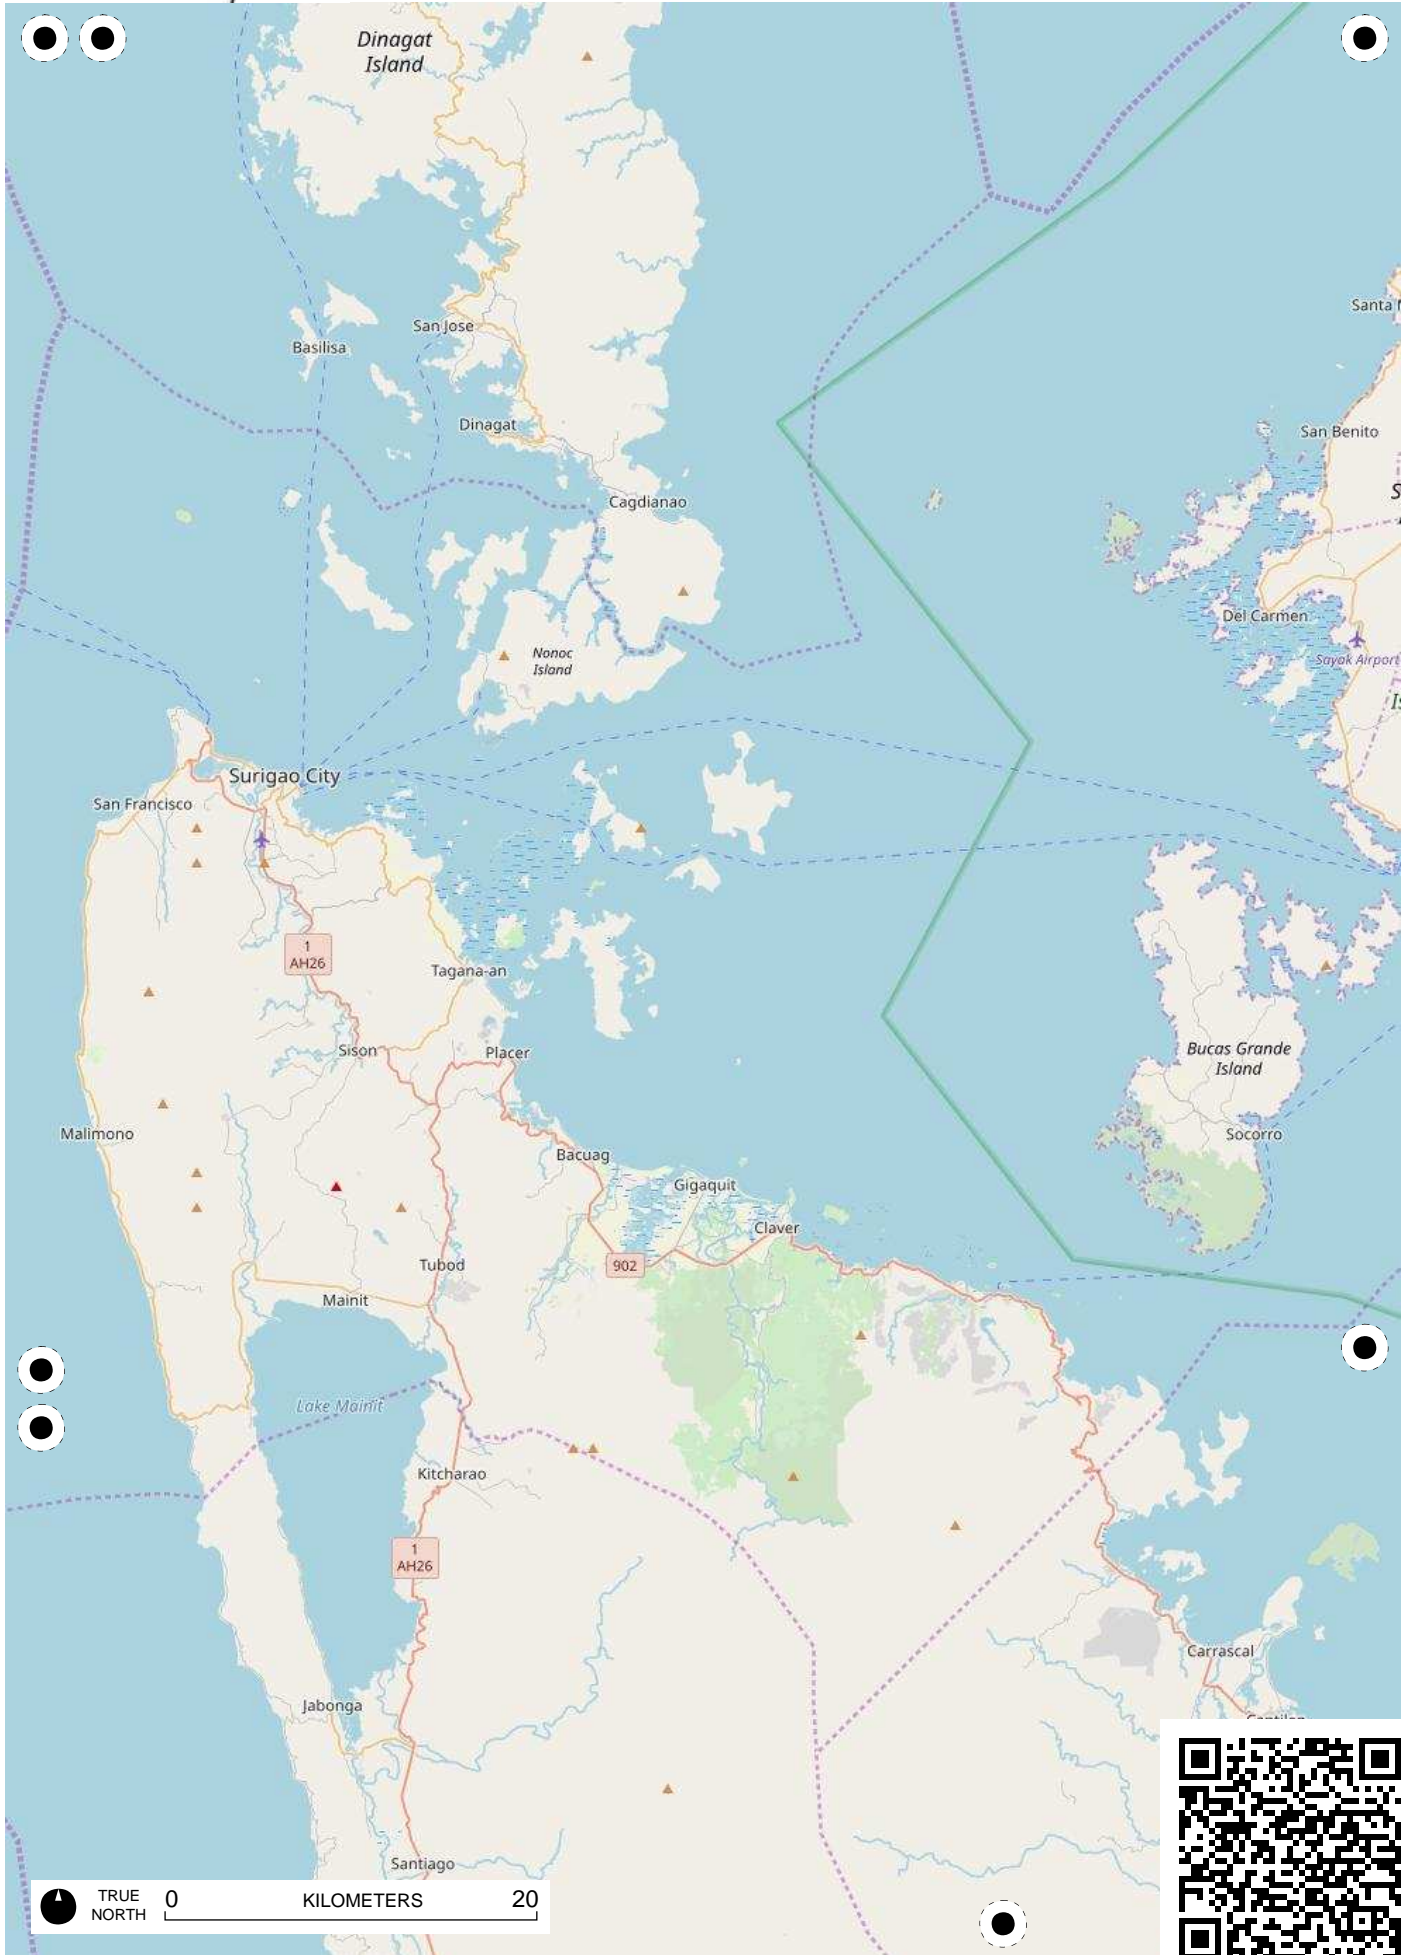 Dinagat
Island
Santa
San Jose
Basilisa
Dinagat
San Benito
Cagdianao
Del Carmen
Nonoc
Island
Sayak Airport
Surigao City
San Francisco
1
AH26
Tagana-an
Sison
Placer
Bucas Grande
Island
Malimono
Socorro
Bacuag
Gigaquit
Claver
Tubod
902
Mainit
Lake Mainit
Kitcharao
1
AH26
Carrascal
Jabonga
Santiago
TRUE
NORTH
0 KILOMETERS 20